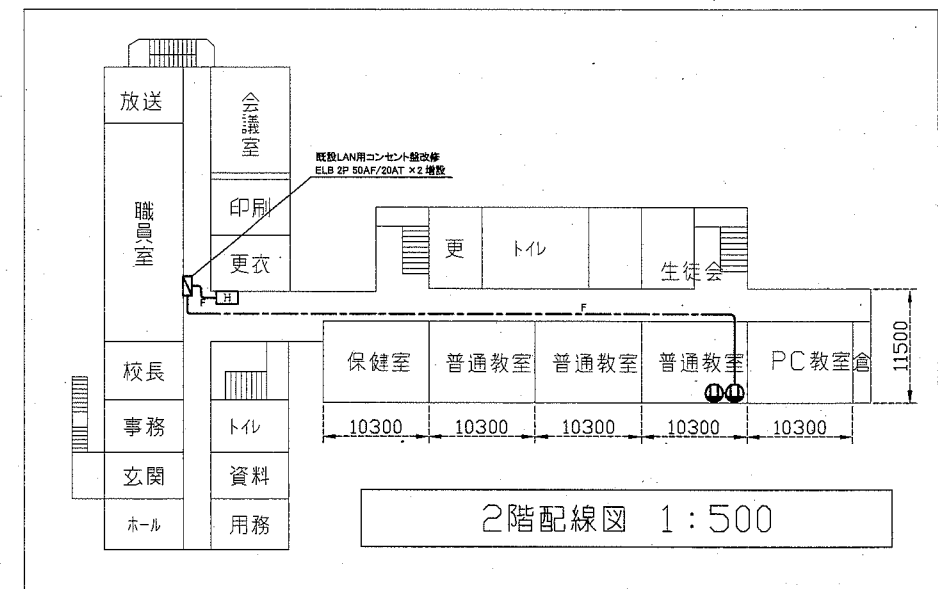 放送
会議室
既設LAN用コンセント盤改修
ELB 2P 50AF/20AT ×2 増設
職員室
印刷
更衣
更
トイレ
生徒会
F
H
F
校長
保健室
普通教室
普通教室
普通教室
PC教室
倉
11500
事務
トイレ
10300
10300
10300
10300
10300
玄関
資料
ホール
用務
2階配線図 1:500